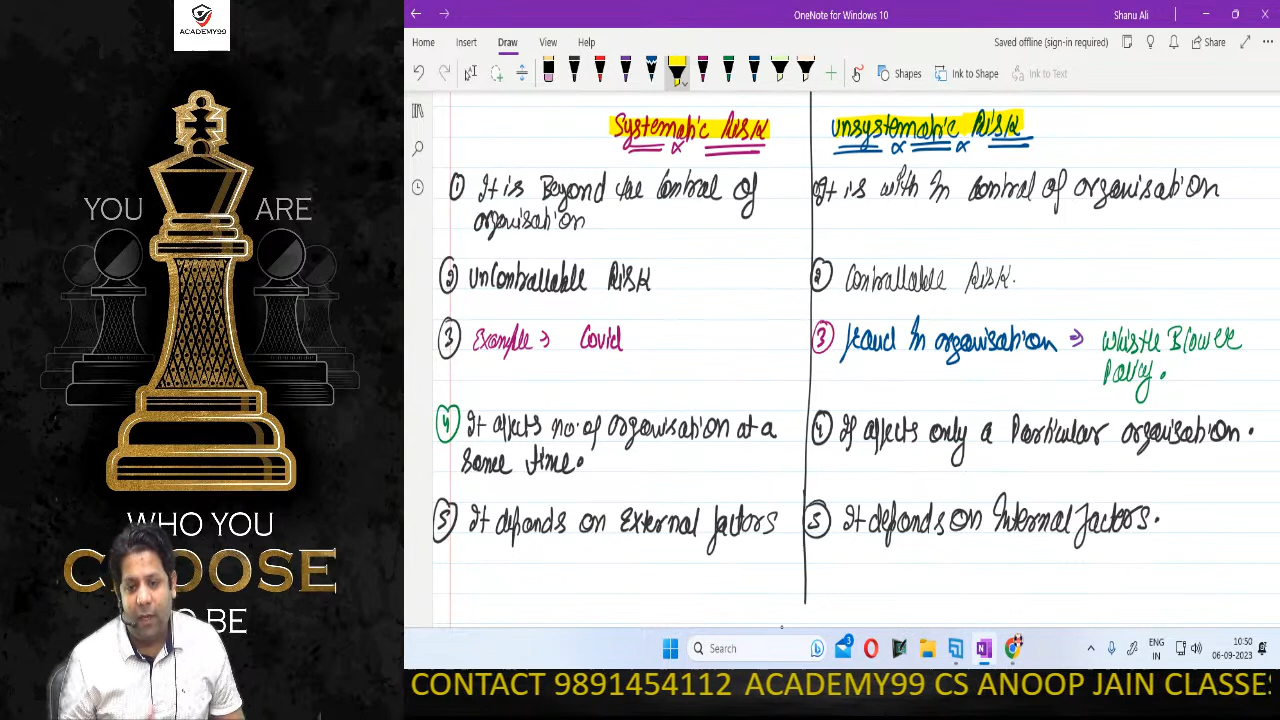 ACADEMY99
YOU ARE
WHO YOU
CHOOSE
TO BE
OneNote for Windows 10
Shanu Ali
Home Insert Draw View Help
Saved offline (sign-in required)
Share
Shapes
Ink to Shape
Ink to Text
Systematic Risk
Unsystematic Risk
① It is Beyond the Control of
organisation
It is with In control of organisation
② Uncontrallable Risk
② Controllable Risk.
③ Example → Covid
③ fraud In organisation ⇒ Whistle Blower
Policy.
④ It affects no. of organisation at a
same time.
④ It affects only a Particular organisation.
⑤ It depends on External factors
⑤ It depends on Internal factors.
Search
3
ENG
IN
10:50
06-09-2023
CONTACT 9891454112 ACADEMY99 CS ANOOP JAIN CLASSES